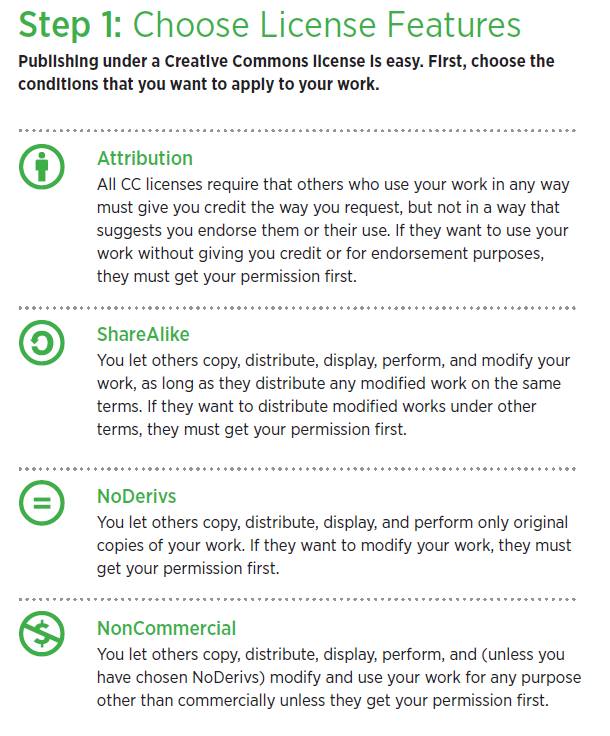 Step 1: Choose License Features
Publishing under a Creative Commons license is easy. First, choose the
conditions that you want to apply to your work.
Attribution
All CC licenses require that others who use your work in any way
must give you credit the way you request, but not in a way that
suggests you endorse them or their use. If they want to use your
work without giving you credit or for endorsement purposes,
they must get your permission first.
ShareAlike
You let others copy, distribute, display, perform, and modify your
work, as long as they distribute any modified work on the same
terms. If they want to distribute modified works under other
terms, they must get your permission first.
=
NoDerivs
You let others copy, distribute, display, and perform only original
copies of your work. If they want to modify your work, they must
get your permission first.
$
NonCommercial
You let others copy, distribute, display, perform, and (unless you
have chosen NoDerivs) modify and use your work for any purpose
other than commercially unless they get your permission first.